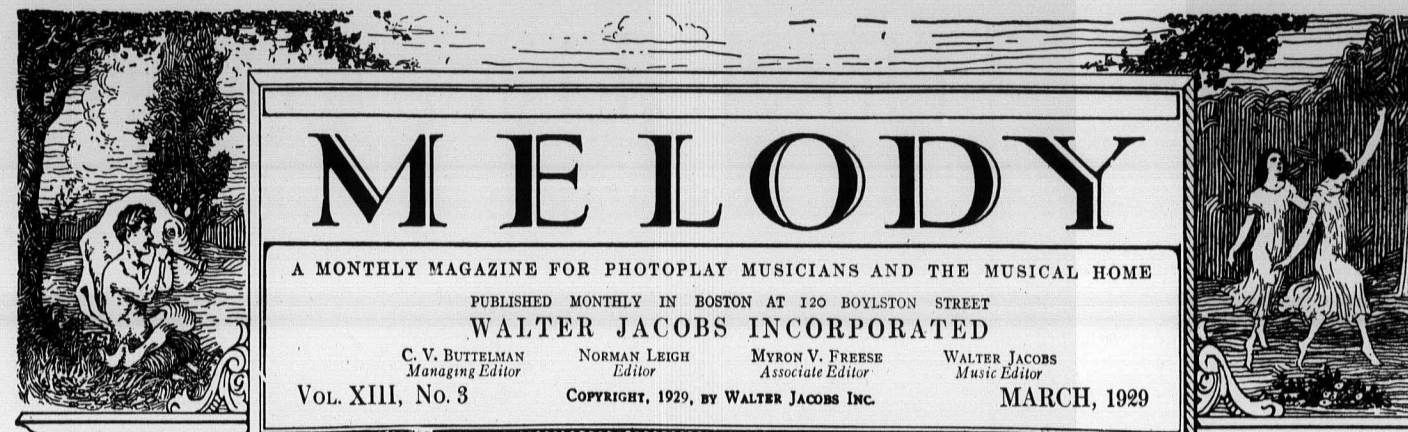 MELODY
A MONTHLY MAGAZINE FOR PHOTOPLAY MUSICIANS AND THE MUSICAL HOME
PUBLISHED MONTHLY IN BOSTON AT 120 BOYLSTON STREET
WALTER JACOBS INCORPORATED
C. V. BUTTELMAN NORMAN LEIGH MYRON V. FREESE WALTER JACOBS
Managing Editor Editor Associate Editor Music Editor
VOL. XIII, No. 3 COPYRIGHT, 1929, BY WALTER JACOBS INC. MARCH, 1929